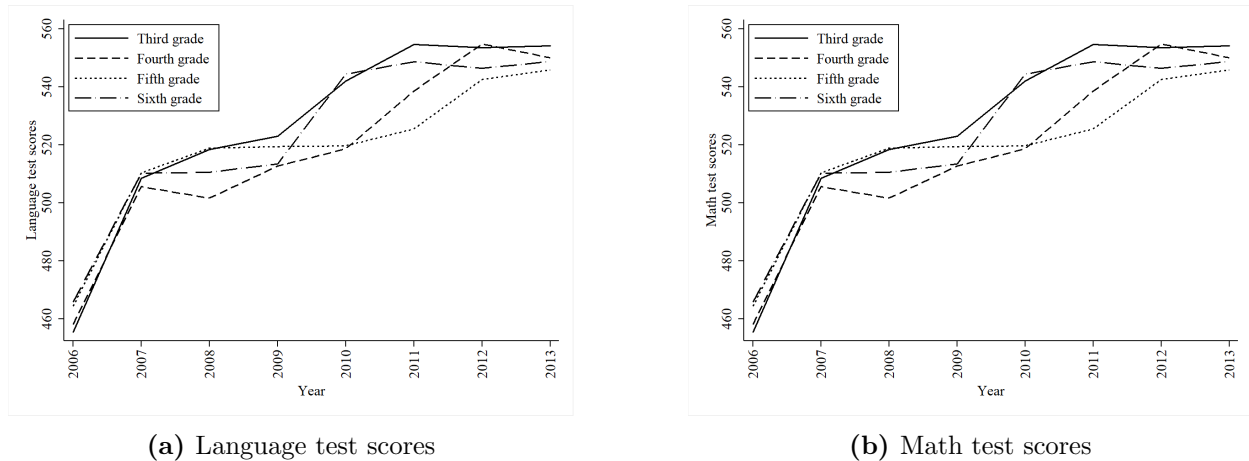 Third grade
Fourth grade
Fifth grade
Sixth grade
Language test scores
560
540
520
500
480
460
2006
2007
2008
2009
2010
2011
2012
2013
Year
(a) Language test scores
Third grade
Fourth grade
Fifth grade
Sixth grade
Math test scores
560
540
520
500
480
460
2006
2007
2008
2009
2010
2011
2012
2013
Year
(b) Math test scores